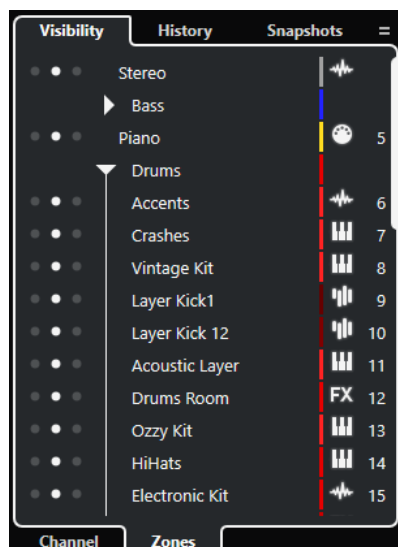 Visibility History Snapshots
Stereo
Bass
Piano 5
Drums
Accents 6
Crashes 7
Vintage Kit 8
Layer Kick1 9
Layer Kick 12 10
Acoustic Layer 11
Drums Room FX 12
Ozzy Kit 13
HiHats 14
Electronic Kit 15
Channel Zones